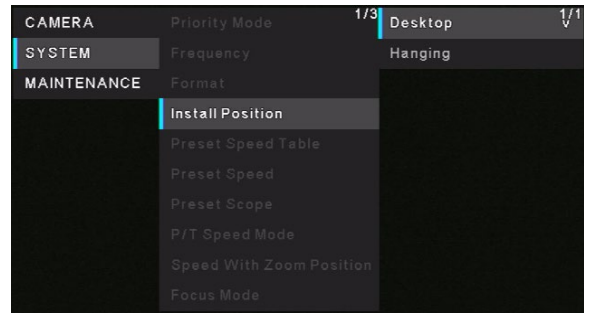 CAMERA
SYSTEM
MAINTENANCE
Priority Mode 1/3
Frequency
Format
Install Position
Preset Speed Table
Preset Speed
Preset Scope
P/T Speed Mode
Speed With Zoom Position
Focus Mode
Desktop 1/1
Hanging